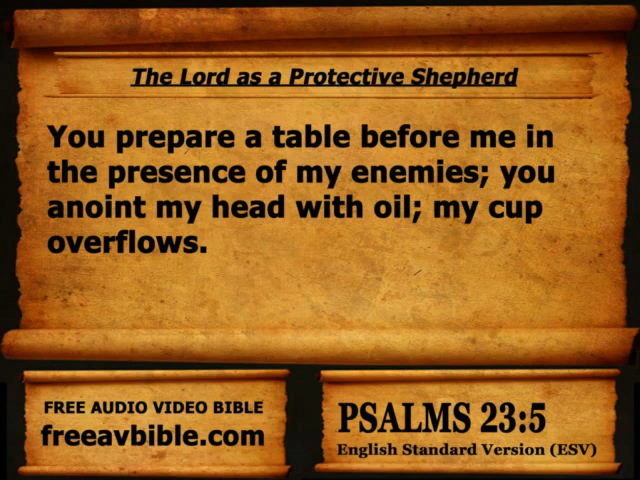 The Lord as a Protective Shepherd
You prepare a table before me in
the presence of my enemies; you
anoint my head with oil; my cup
overflows.
FREE AUDIO VIDEO BIBLE
freeavbible.com
PSALMS 23:5
English Standard Version (ESV)